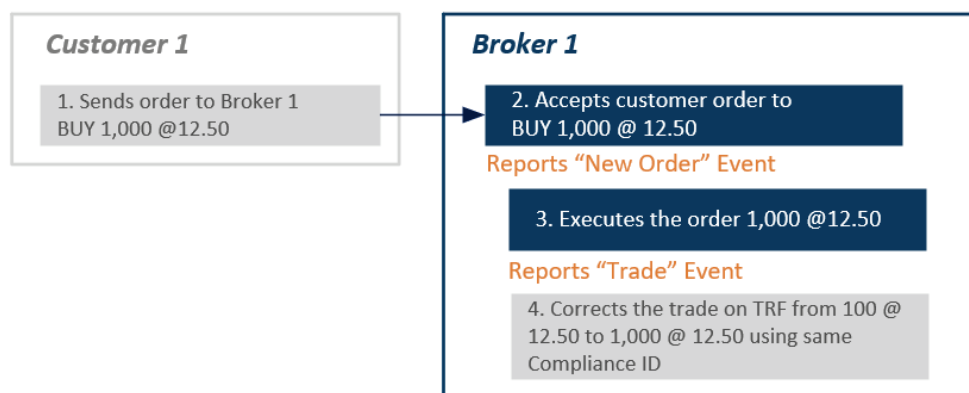 Customer 1
1. Sends order to Broker 1
BUY 1,000 @12.50
Broker 1
2. Accepts customer order to
BUY 1,000 @ 12.50
Reports “New Order” Event
3. Executes the order 1,000 @12.50
Reports “Trade” Event
4. Corrects the trade on TRF from 100 @
12.50 to 1,000 @ 12.50 using same
Compliance ID